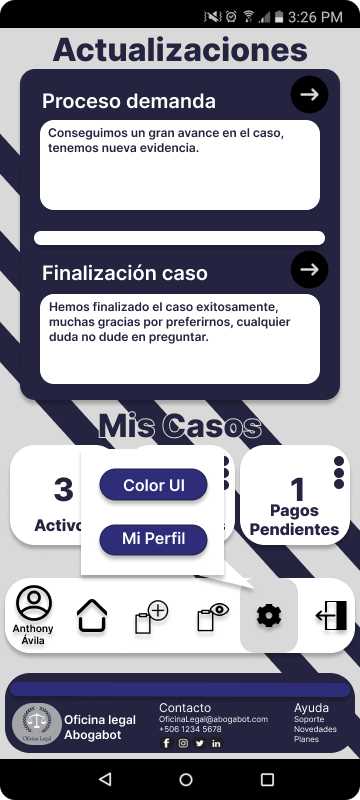 3:26 PM
Actualizaciones
Proceso demanda
Conseguimos un gran avance en el caso,
tenemos nueva evidencia.
Finalización caso
Hemos finalizado el caso exitosamente,
muchas gracias por preferirnos, cualquier
duda no dude en preguntar.
Mis Casos
3
1
Color UI
Mi Perfil
Pagos
Pendientes
Anthony
Ávila
Oficina legal
Abogabot
Oficina Legal
Contacto
OficinaLegal@abogabot.com
+506 1234 5678
Ayuda
Soporte
Novedades
Planes